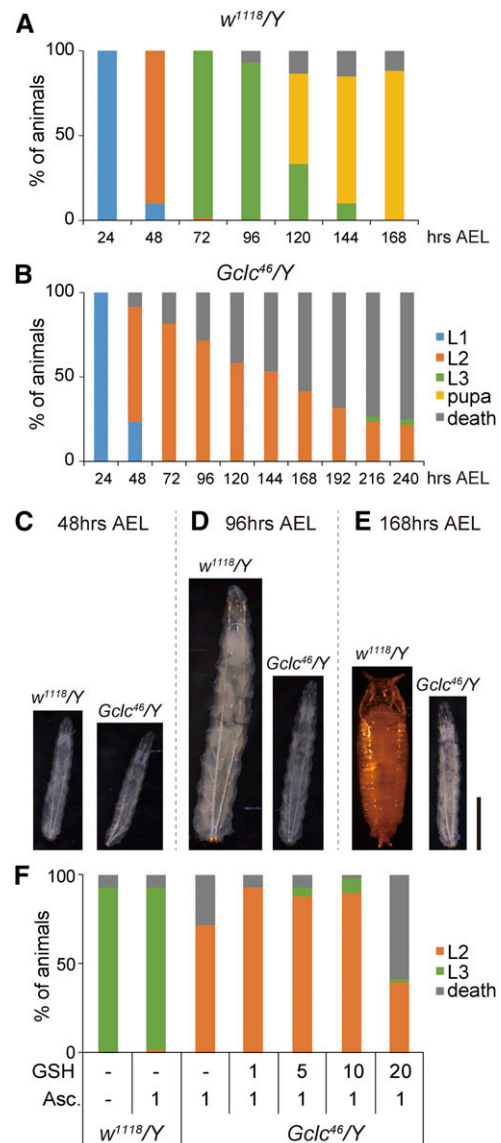 A
w¹¹¹⁸/Y
% of animals
100
50
0
24 48 72 96 120 144 168 hrs AEL
B
Gclc⁴⁶/Y
% of animals
100
50
0
24 48 72 96 120 144 168 192 216 240 hrs AEL
L1
L2
L3
pupa
death
C 48hrs AEL
w¹¹¹⁸/Y
Gclc⁴⁶/Y
D 96hrs AEL
w¹¹¹⁸/Y
Gclc⁴⁶/Y
E 168hrs AEL
w¹¹¹⁸/Y
Gclc⁴⁶/Y
F
% of animals
100
50
0
L2
L3
death
GSH - - - 1 5 10 20
Asc. - 1 1 1 1 1 1
w¹¹¹⁸/Y Gclc⁴⁶/Y